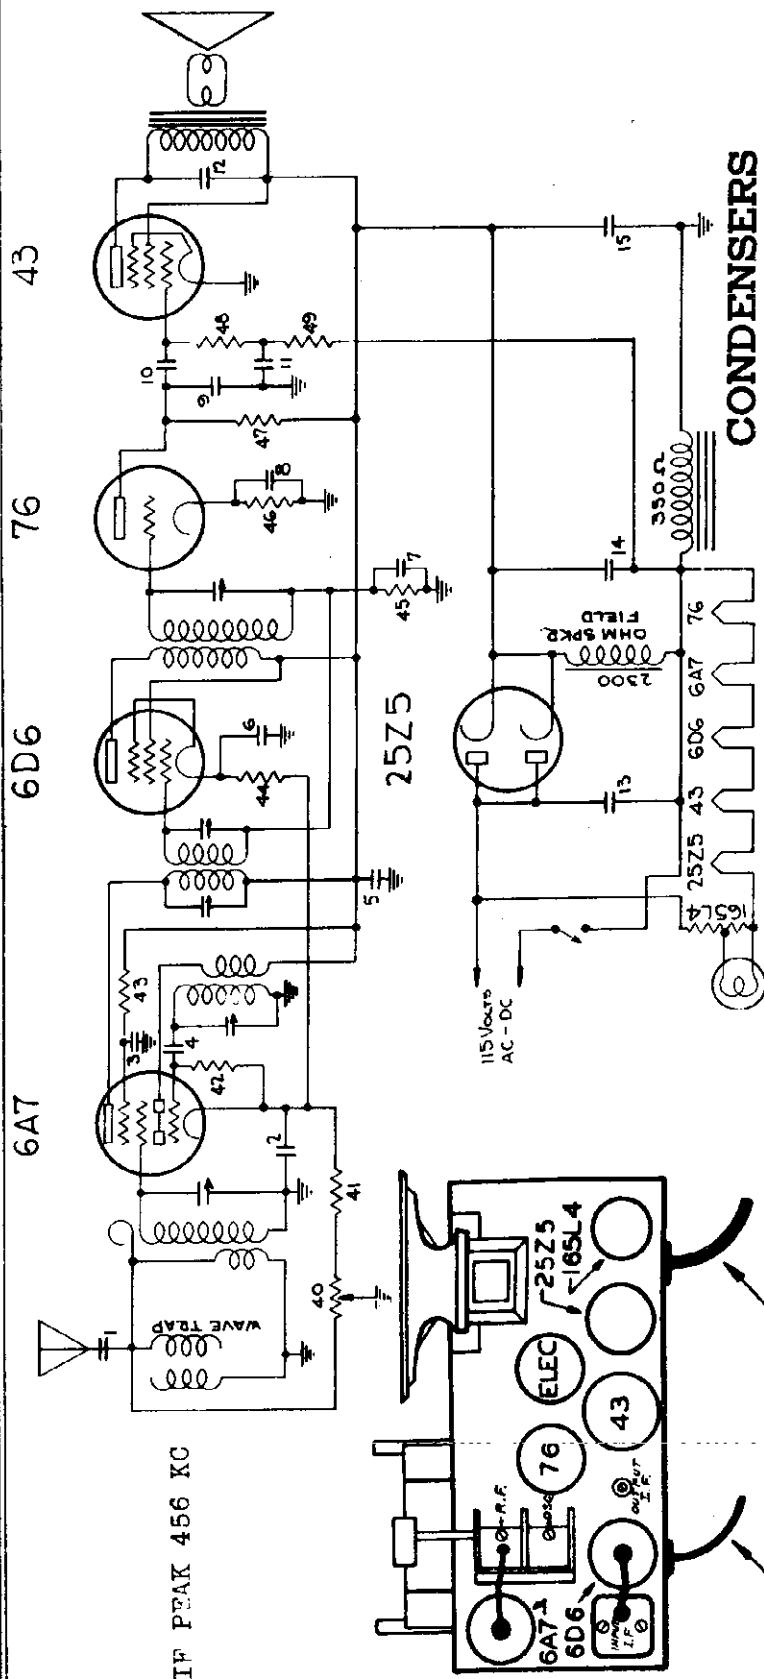 6A7
6D6
76
43
IF PEAK 456 KC
WAVE TRAP
1
2
3
4
5
6
7
8
9
10
11
12
40
41
42
43
44
45
46
47
48
49
25Z5
115 VOLTS
AC - DC
13
14
15
2300
OHM SPKR
FIELD
350Ω
165L4
25Z5
43
6D6
6A7
76
CONDENSERS
6A7
R.F.
OSC
6D6
INPUT
I.F.
OUTPUT
I.F.
76
ELEC
43
25Z5
165L4